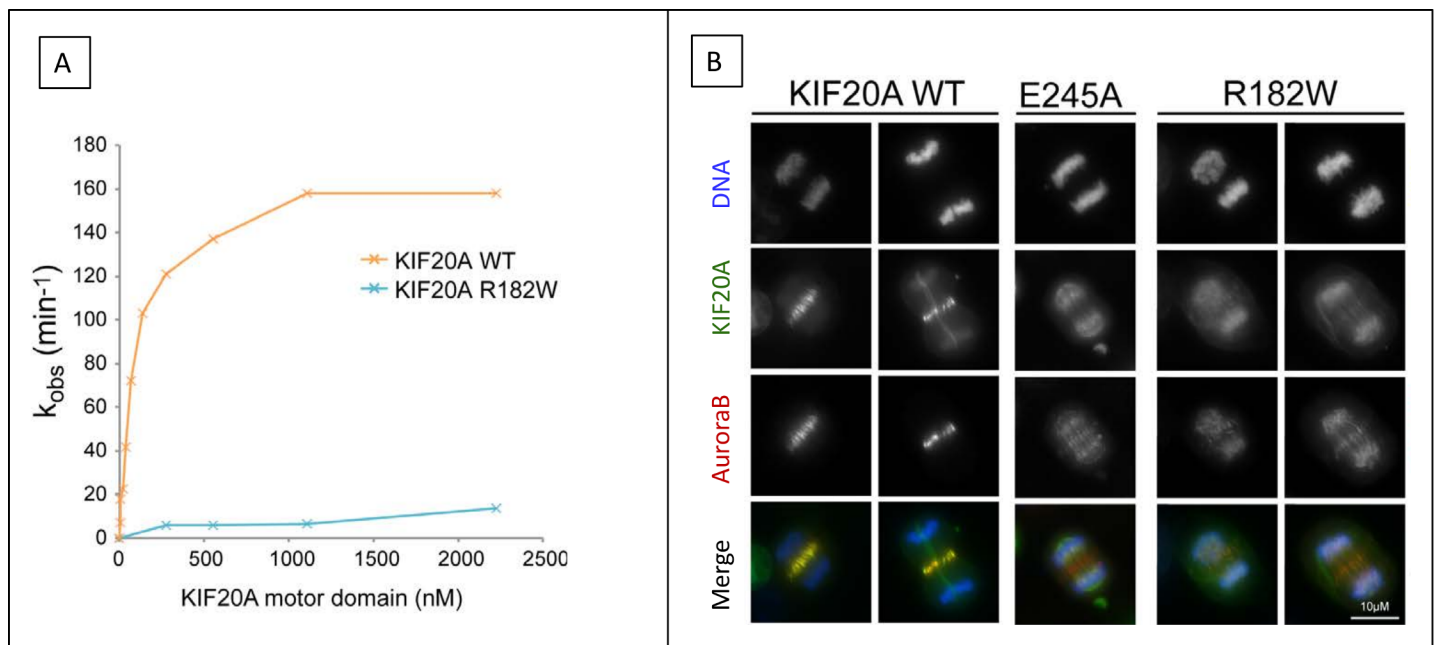 A
180
160
140
120
100
80
60
40
20
0
k_obs (min⁻¹)
KIF20A WT
KIF20A R182W
0 500 1000 1500 2000 2500
KIF20A motor domain (nM)
B
KIF20A WT E245A R182W
DNA
KIF20A
AuroraB
Merge
10µM